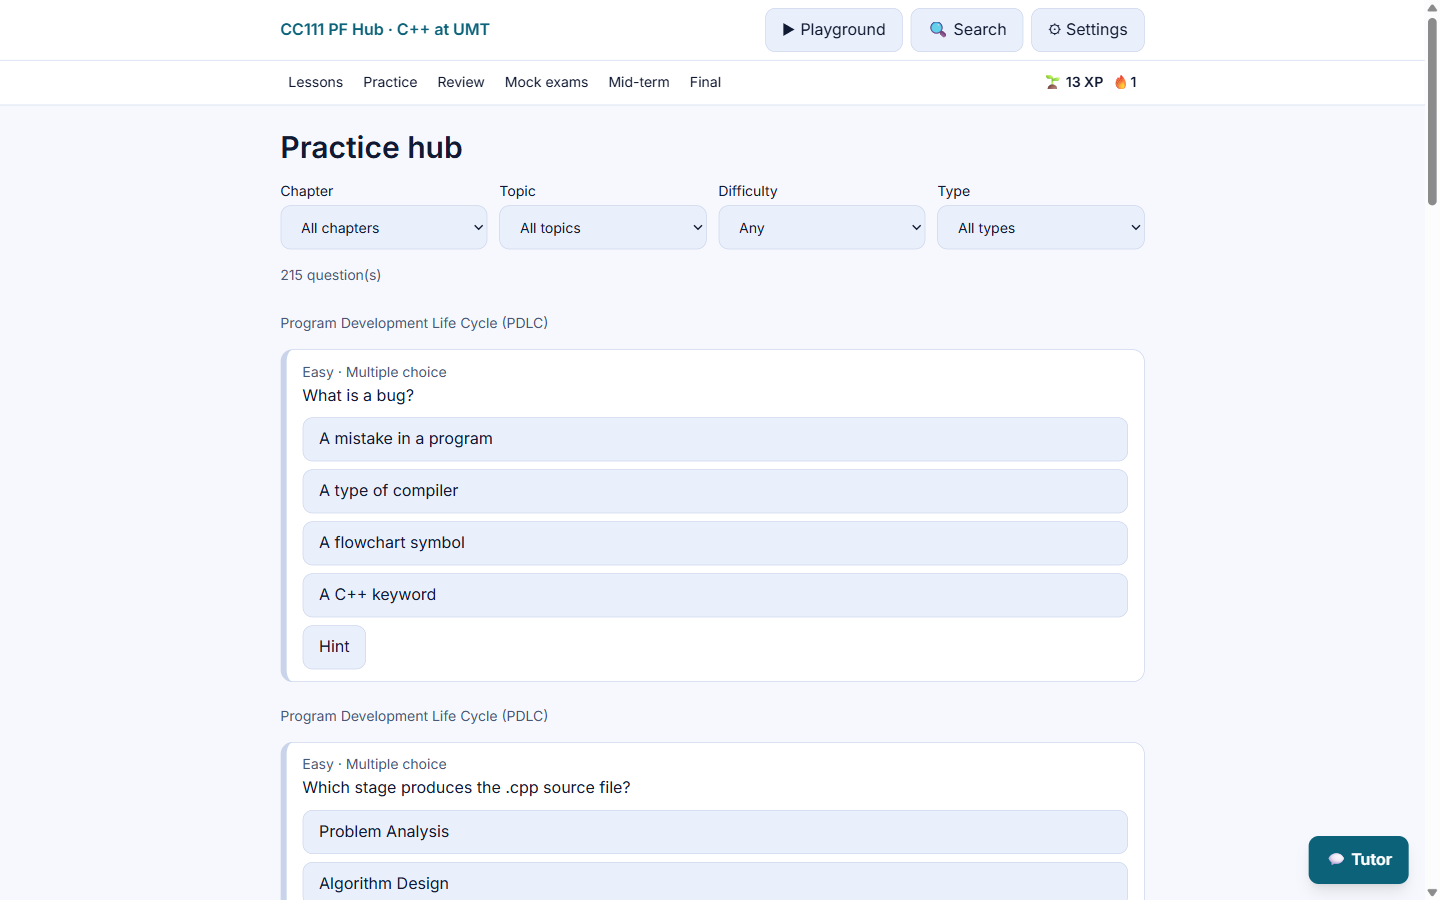 CC111 PF Hub · C++ at UMT
▶ Playground
🔍 Search
⚙ Settings
Lessons Practice Review Mock exams Mid-term Final
🌱 13 XP 🔥 1
Practice hub
Chapter Topic Difficulty Type
All chapters All topics Any All types
215 question(s)
Program Development Life Cycle (PDLC)
Easy · Multiple choice
What is a bug?
A mistake in a program
A type of compiler
A flowchart symbol
A C++ keyword
Hint
Program Development Life Cycle (PDLC)
Easy · Multiple choice
Which stage produces the .cpp source file?
Problem Analysis
Algorithm Design
💬 Tutor